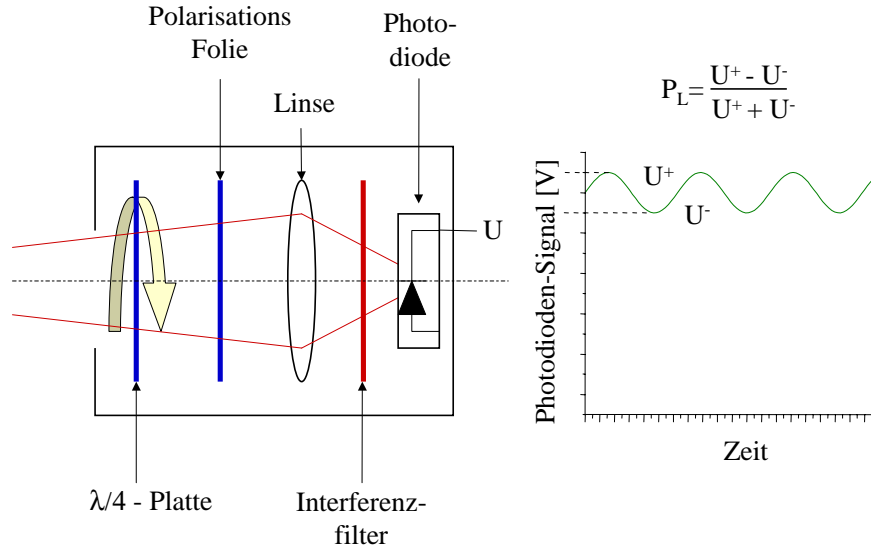 Polarisations
Folie
Photo-
diode
Linse
U
λ/4 - Platte
Interferenz-
filter
P_L= U⁺ - U⁻
U⁺ + U⁻
Photodioden-Signal [V]
U⁺
U⁻
Zeit